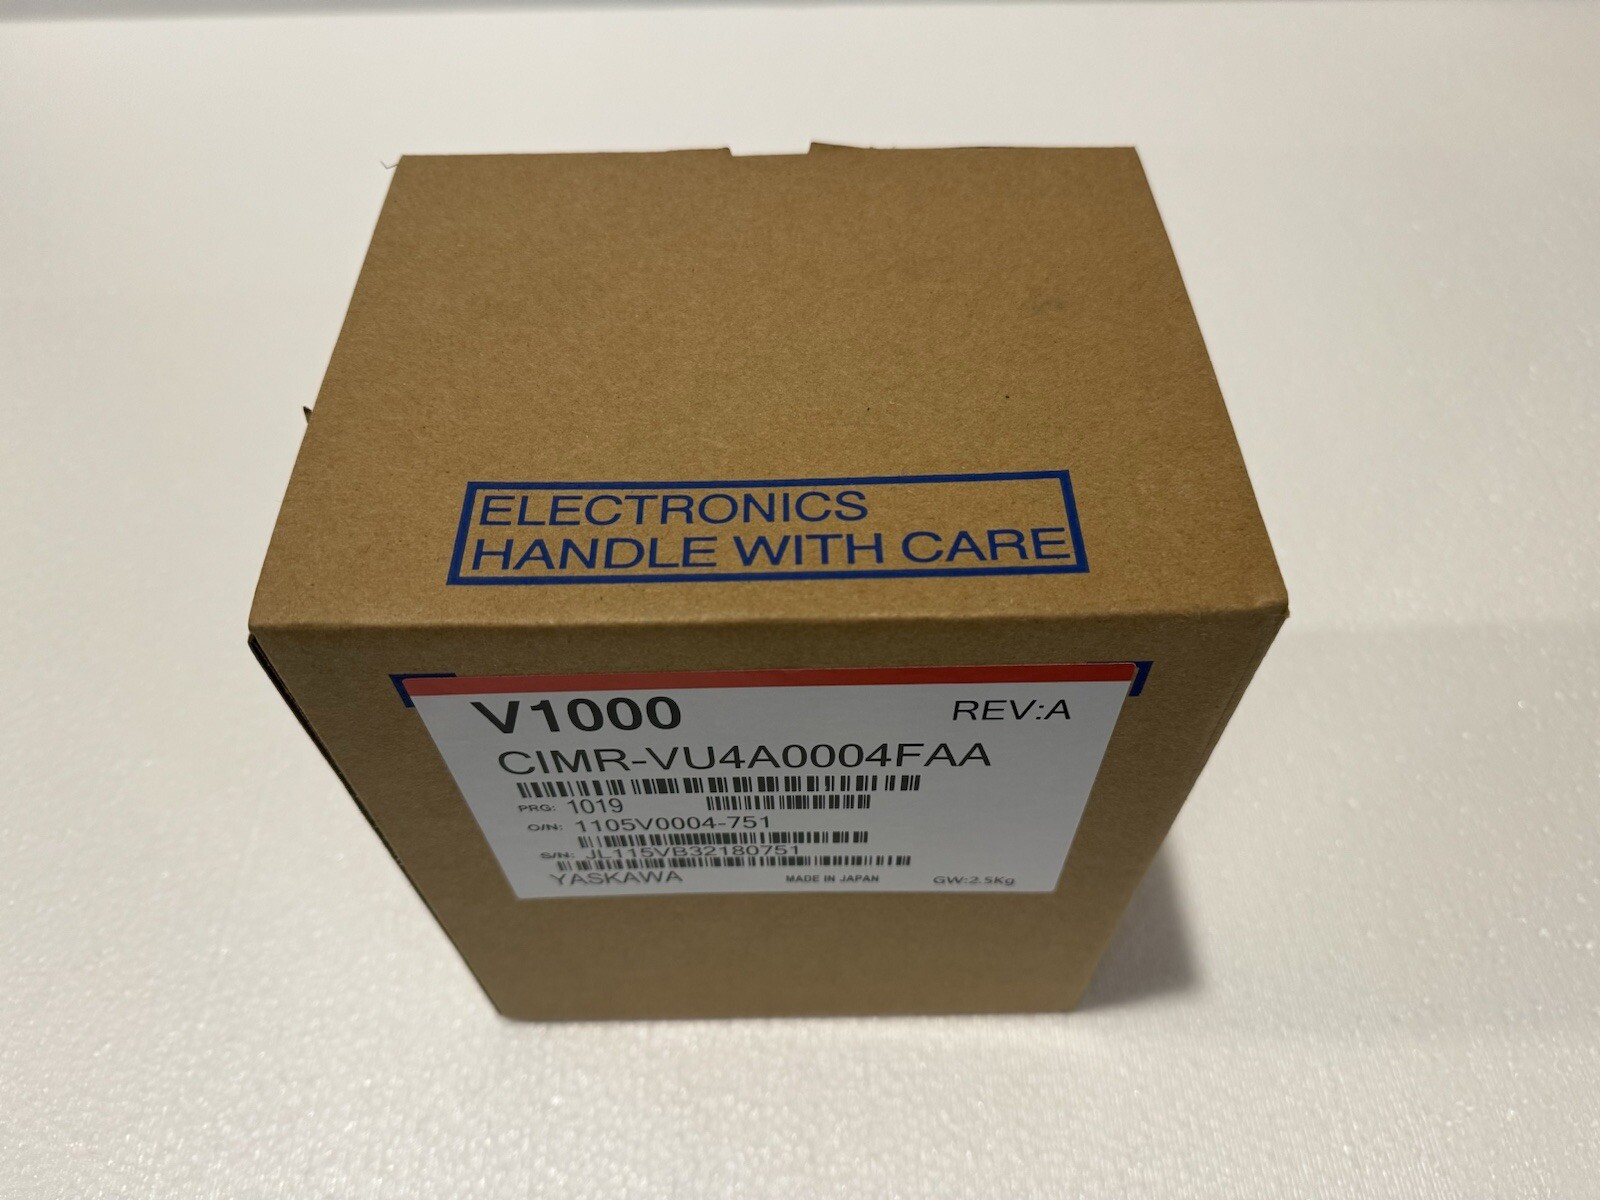 ELECTRONICS
HANDLE WITH CARE
V1000 REV:A
CIMR-VU4A0004FAA
PRG: 1019
O/N: 1105V0004-751
S/N: JL115VB32180751
YASKAWA MADE IN JAPAN GW:2.5Kg